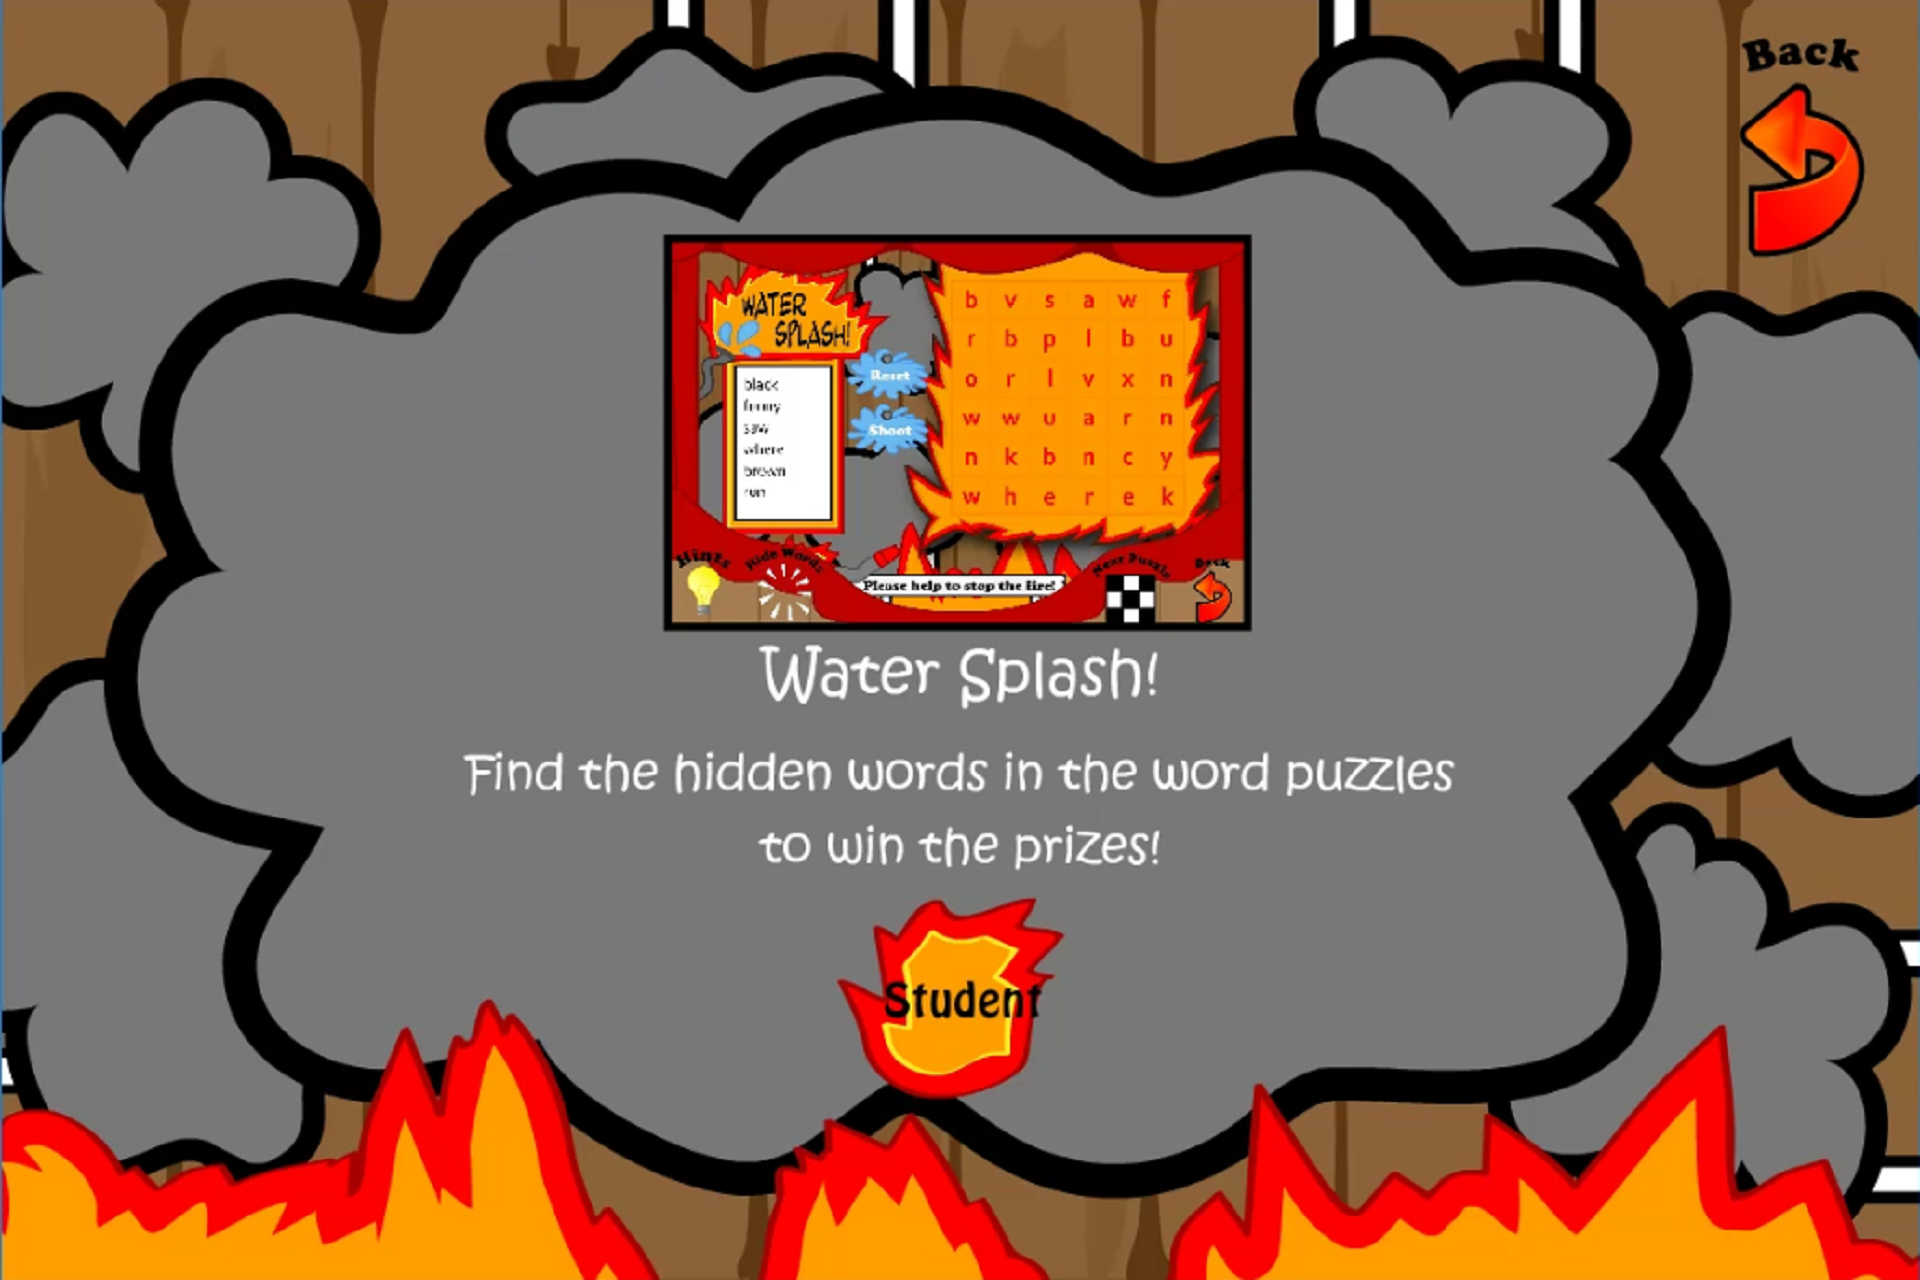 Back
WATER
SPLASH!
b v s a w f
r b p l b u
o r l v x n
w w u a r n
n k b n c y
w h e r e k
Reset
Shoot
black
funny
saw
where
brown
run
Hints
Hide Words
Please help to stop the fire!
Next Puzzle
Back
Water Splash!
Find the hidden words in the word puzzles
to win the prizes!
Student